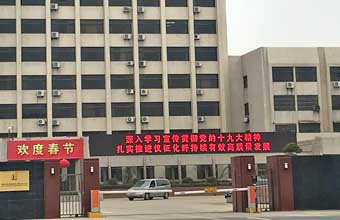 深入学习宣传贯彻党的十九大精神
扎实推进仪征化纤持续有效高质量发展
欢度春节